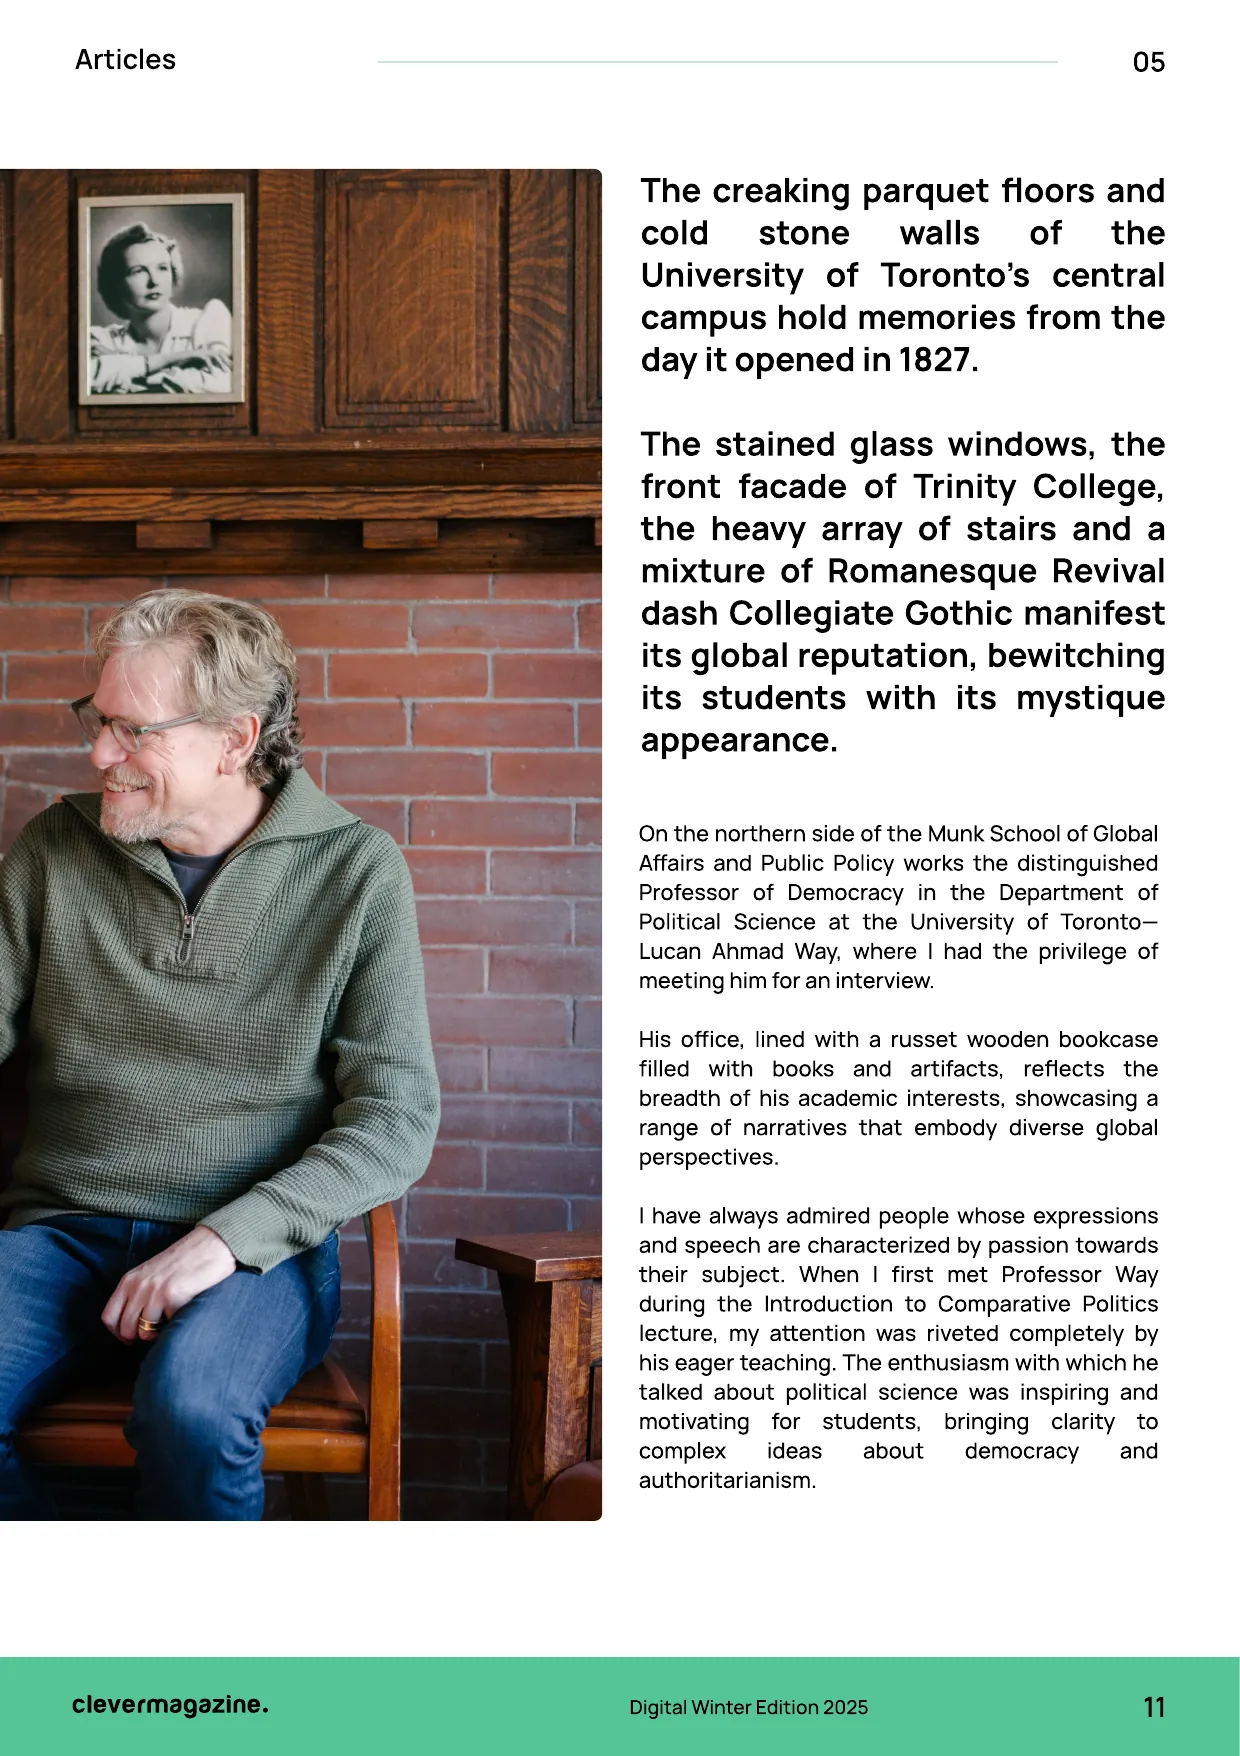 Articles
05
The creaking parquet floors and
cold stone walls of the
University of Toronto’s central
campus hold memories from the
day it opened in 1827.
The stained glass windows, the
front facade of Trinity College,
the heavy array of stairs and a
mixture of Romanesque Revival
dash Collegiate Gothic manifest
its global reputation, bewitching
its students with its mystique
appearance.
On the northern side of the Munk School of Global
Affairs and Public Policy works the distinguished
Professor of Democracy in the Department of
Political Science at the University of Toronto—
Lucan Ahmad Way, where I had the privilege of
meeting him for an interview.
His office, lined with a russet wooden bookcase
filled with books and artifacts, reflects the
breadth of his academic interests, showcasing a
range of narratives that embody diverse global
perspectives.
I have always admired people whose expressions
and speech are characterized by passion towards
their subject. When I first met Professor Way
during the Introduction to Comparative Politics
lecture, my attention was riveted completely by
his eager teaching. The enthusiasm with which he
talked about political science was inspiring and
motivating for students, bringing clarity to
complex ideas about democracy and
authoritarianism.
clevermagazine.
Digital Winter Edition 2025
11